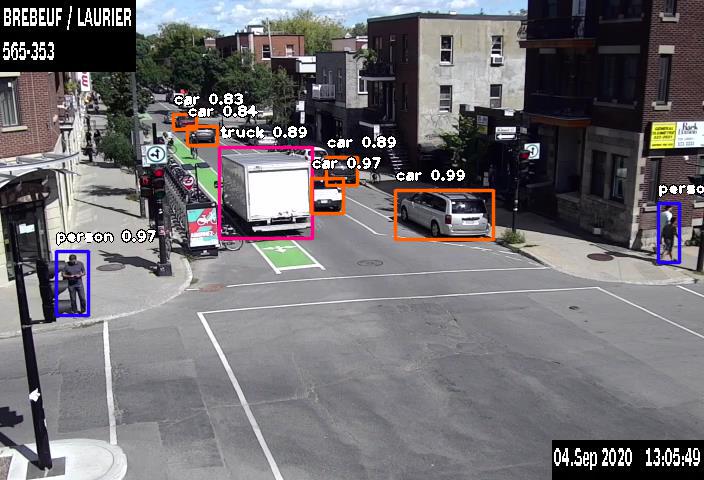 BREBEUF / LAURIER
565-353
car 0.83
car 0.84
truck 0.89
car 0.89
car 0.97
car 0.99
perso
person 0.97
04.Sep 2020 13:05:49